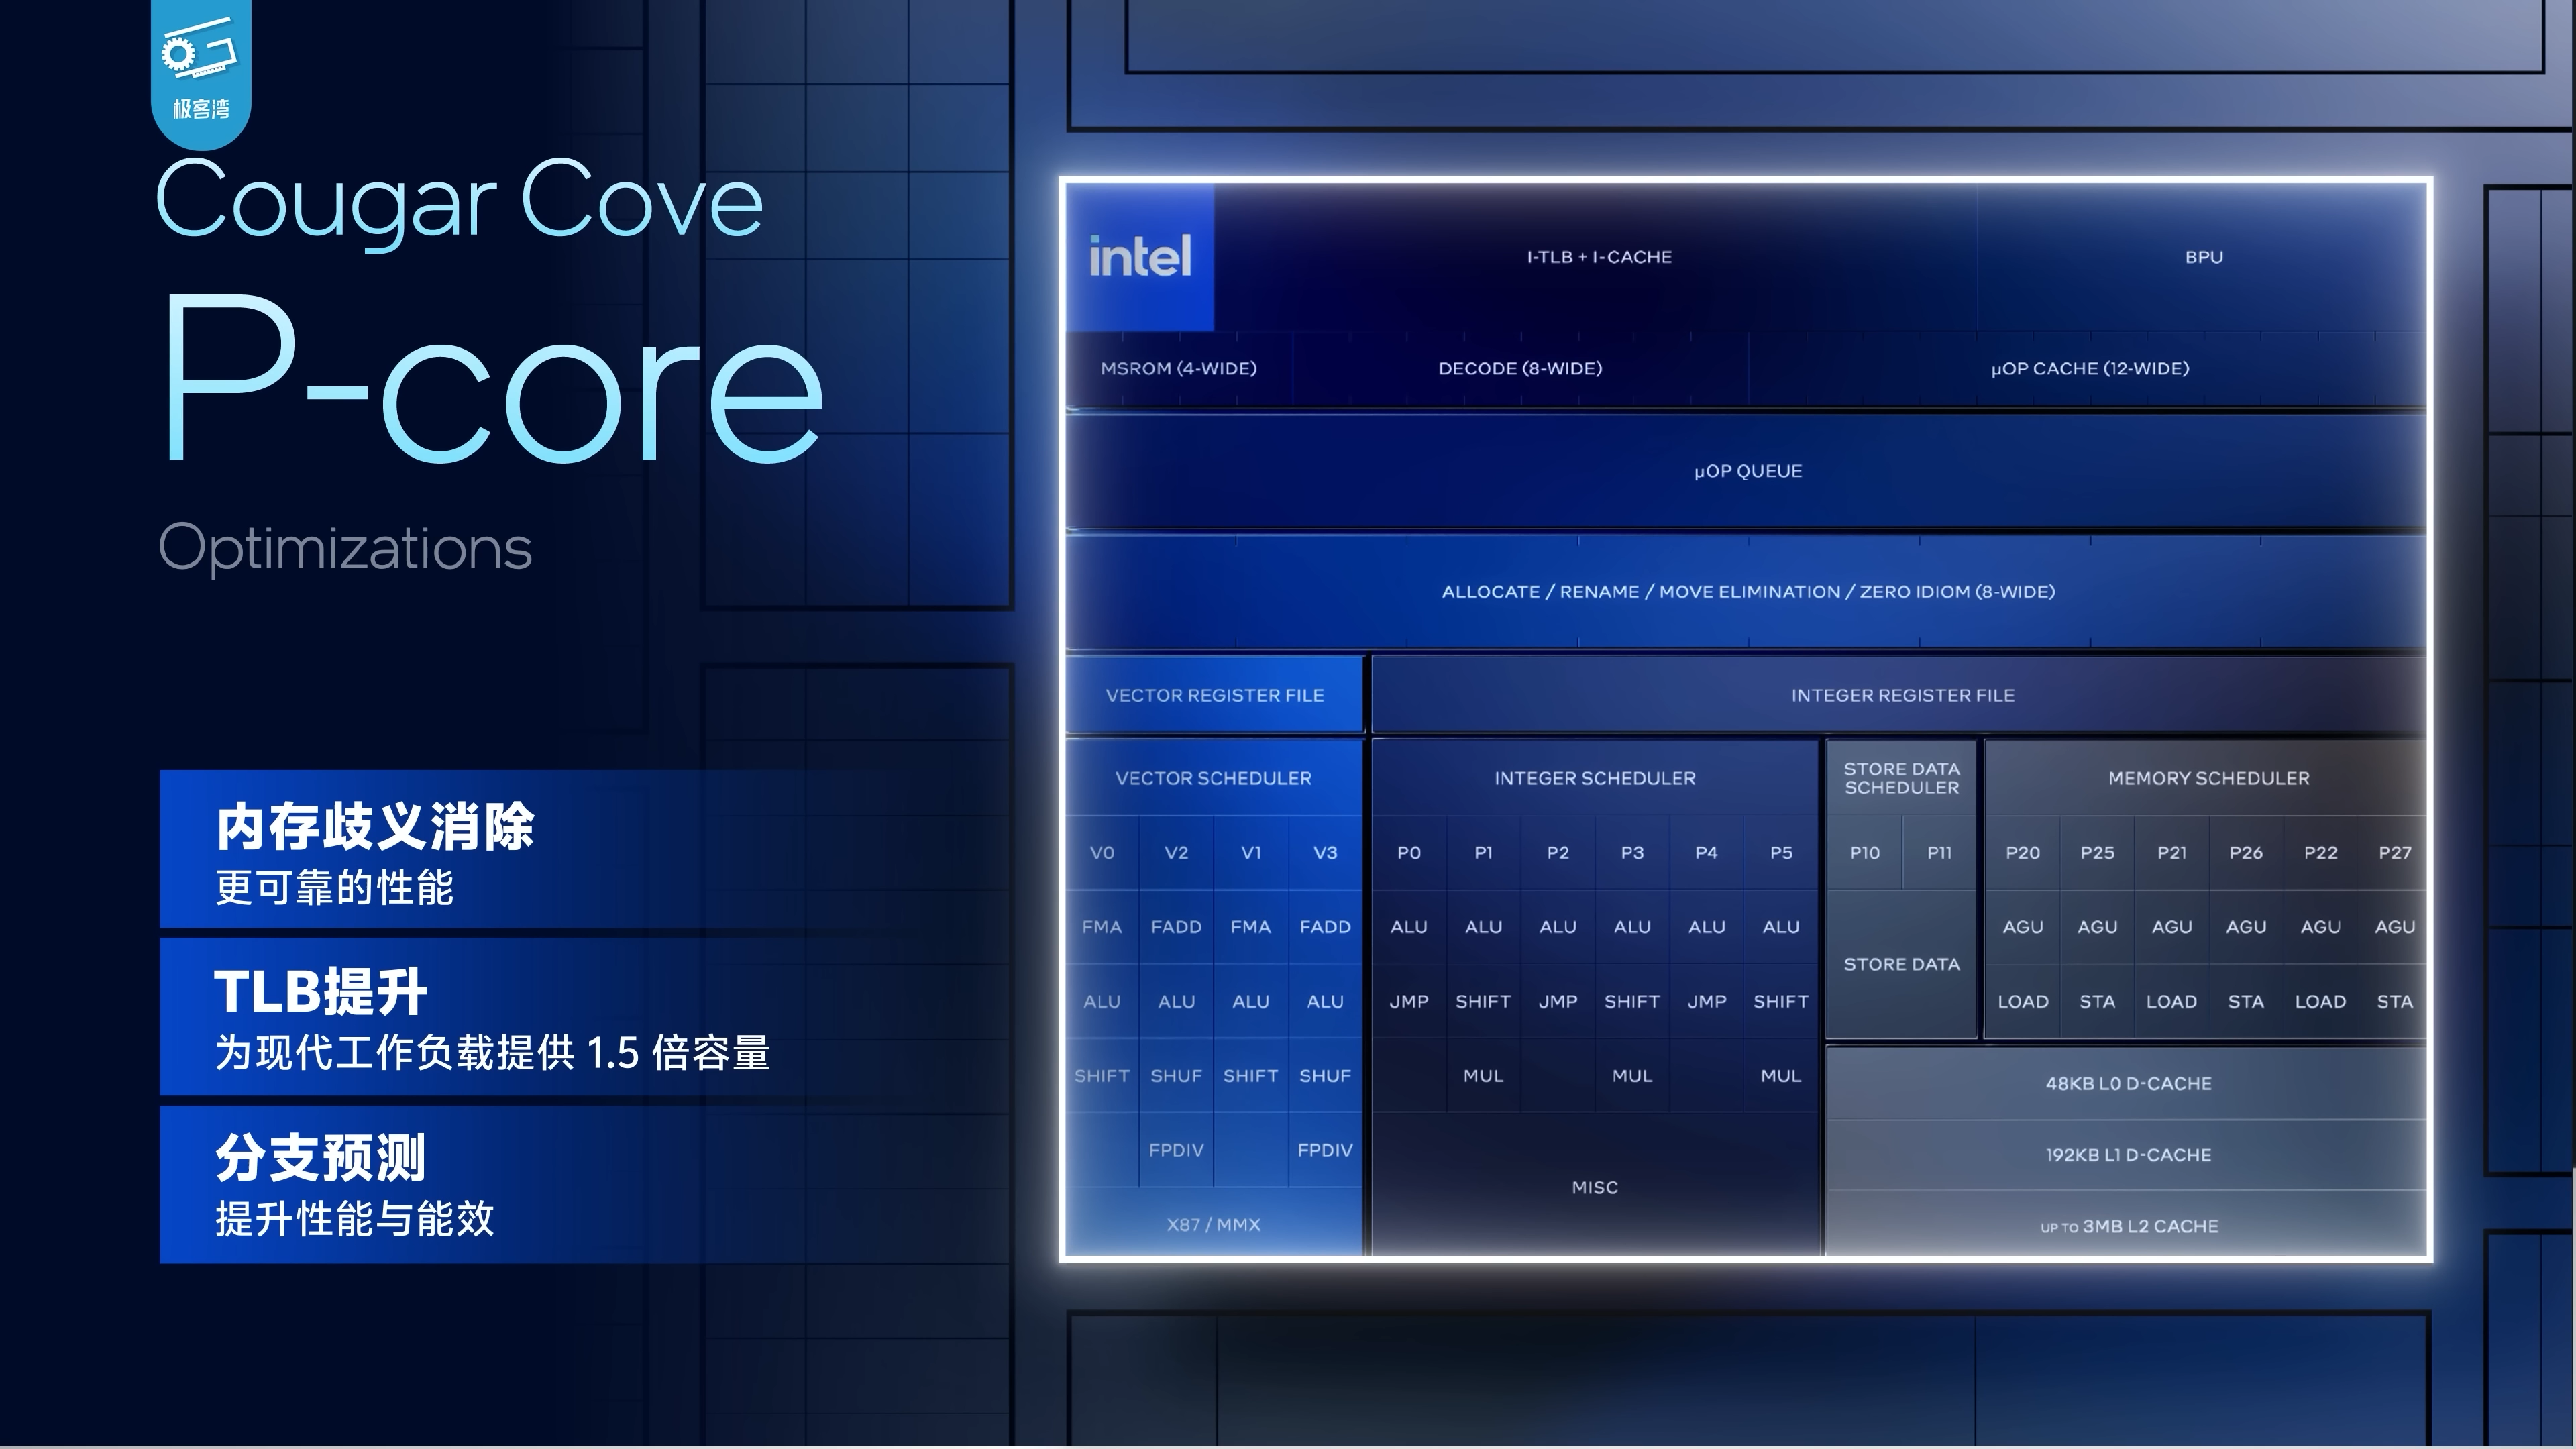 极客湾
Cougar Cove
P-core
Optimizations
内存歧义消除
更可靠的性能
TLB提升
为现代工作负载提供 1.5 倍容量
分支预测
提升性能与能效
intel
I-TLB + I-CACHE
BPU
MSROM (4-WIDE)
DECODE (8-WIDE)
µOP CACHE (12-WIDE)
µOP QUEUE
ALLOCATE / RENAME / MOVE ELIMINATION / ZERO IDIOM (8-WIDE)
VECTOR REGISTER FILE
INTEGER REGISTER FILE
VECTOR SCHEDULER
V0 V2 V1 V3
FMA FADD FMA FADD
ALU ALU ALU ALU
SHIFT SHUF SHIFT SHUF
FPDIV FPDIV
X87 / MMX
INTEGER SCHEDULER
P0 P1 P2 P3 P4 P5
ALU ALU ALU ALU ALU ALU
JMP SHIFT JMP SHIFT JMP SHIFT
MUL MUL MUL
MISC
STORE DATA
SCHEDULER
P10 P11
STORE DATA
MEMORY SCHEDULER
P20 P25 P21 P26 P22 P27
AGU AGU AGU AGU AGU AGU
LOAD STA LOAD STA LOAD STA
48KB L0 D-CACHE
192KB L1 D-CACHE
UP TO 3MB L2 CACHE